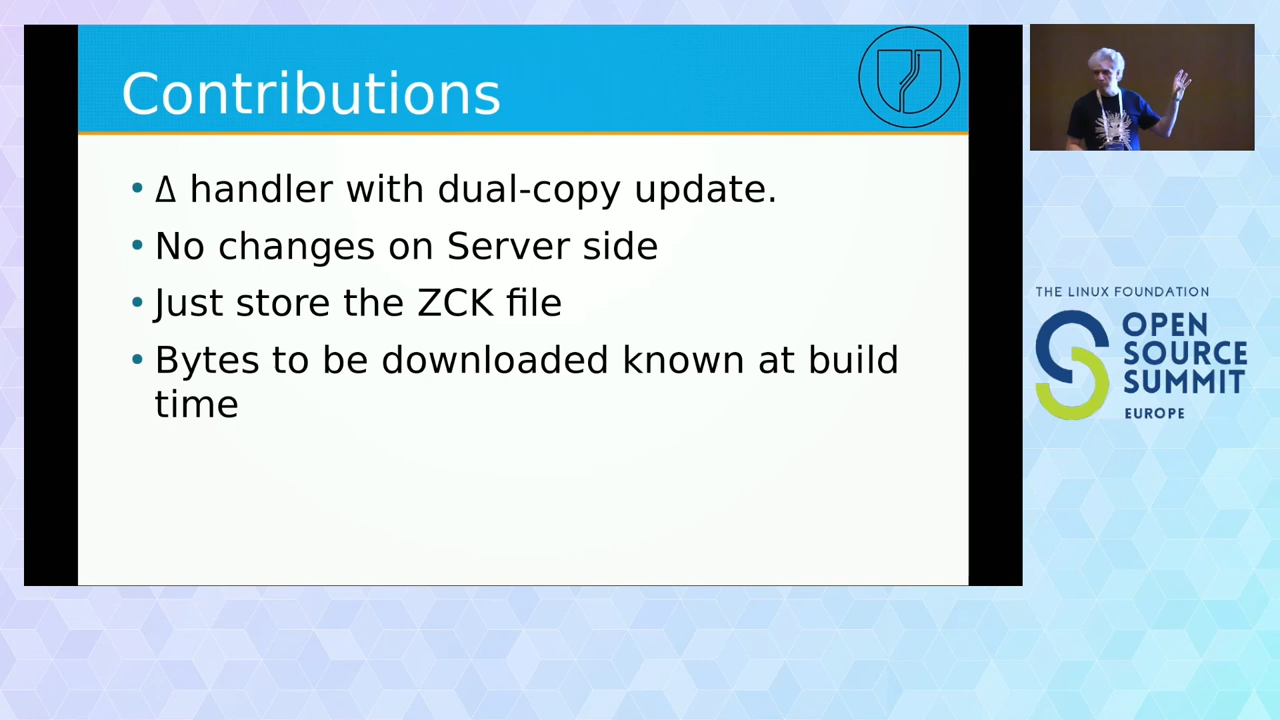 Contributions
• Δ handler with dual-copy update.
• No changes on Server side
• Just store the ZCK file
• Bytes to be downloaded known at build
time
THE LINUX FOUNDATION
OPEN
SOURCE
SUMMIT
EUROPE